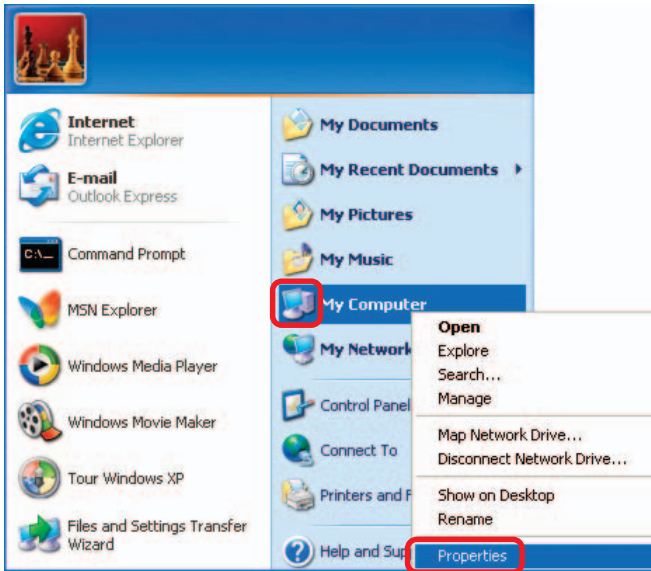 Internet
Internet Explorer
E-mail
Outlook Express
C:\_
Command Prompt
MSN Explorer
Windows Media Player
Windows Movie Maker
Tour Windows XP
Files and Settings Transfer
Wizard
My Documents
My Recent Documents
My Pictures
My Music
My Computer
My Network
Control Panel
Connect To
Printers and F
Help and Sup
Open
Explore
Search...
Manage
Map Network Drive...
Disconnect Network Drive...
Show on Desktop
Rename
Properties